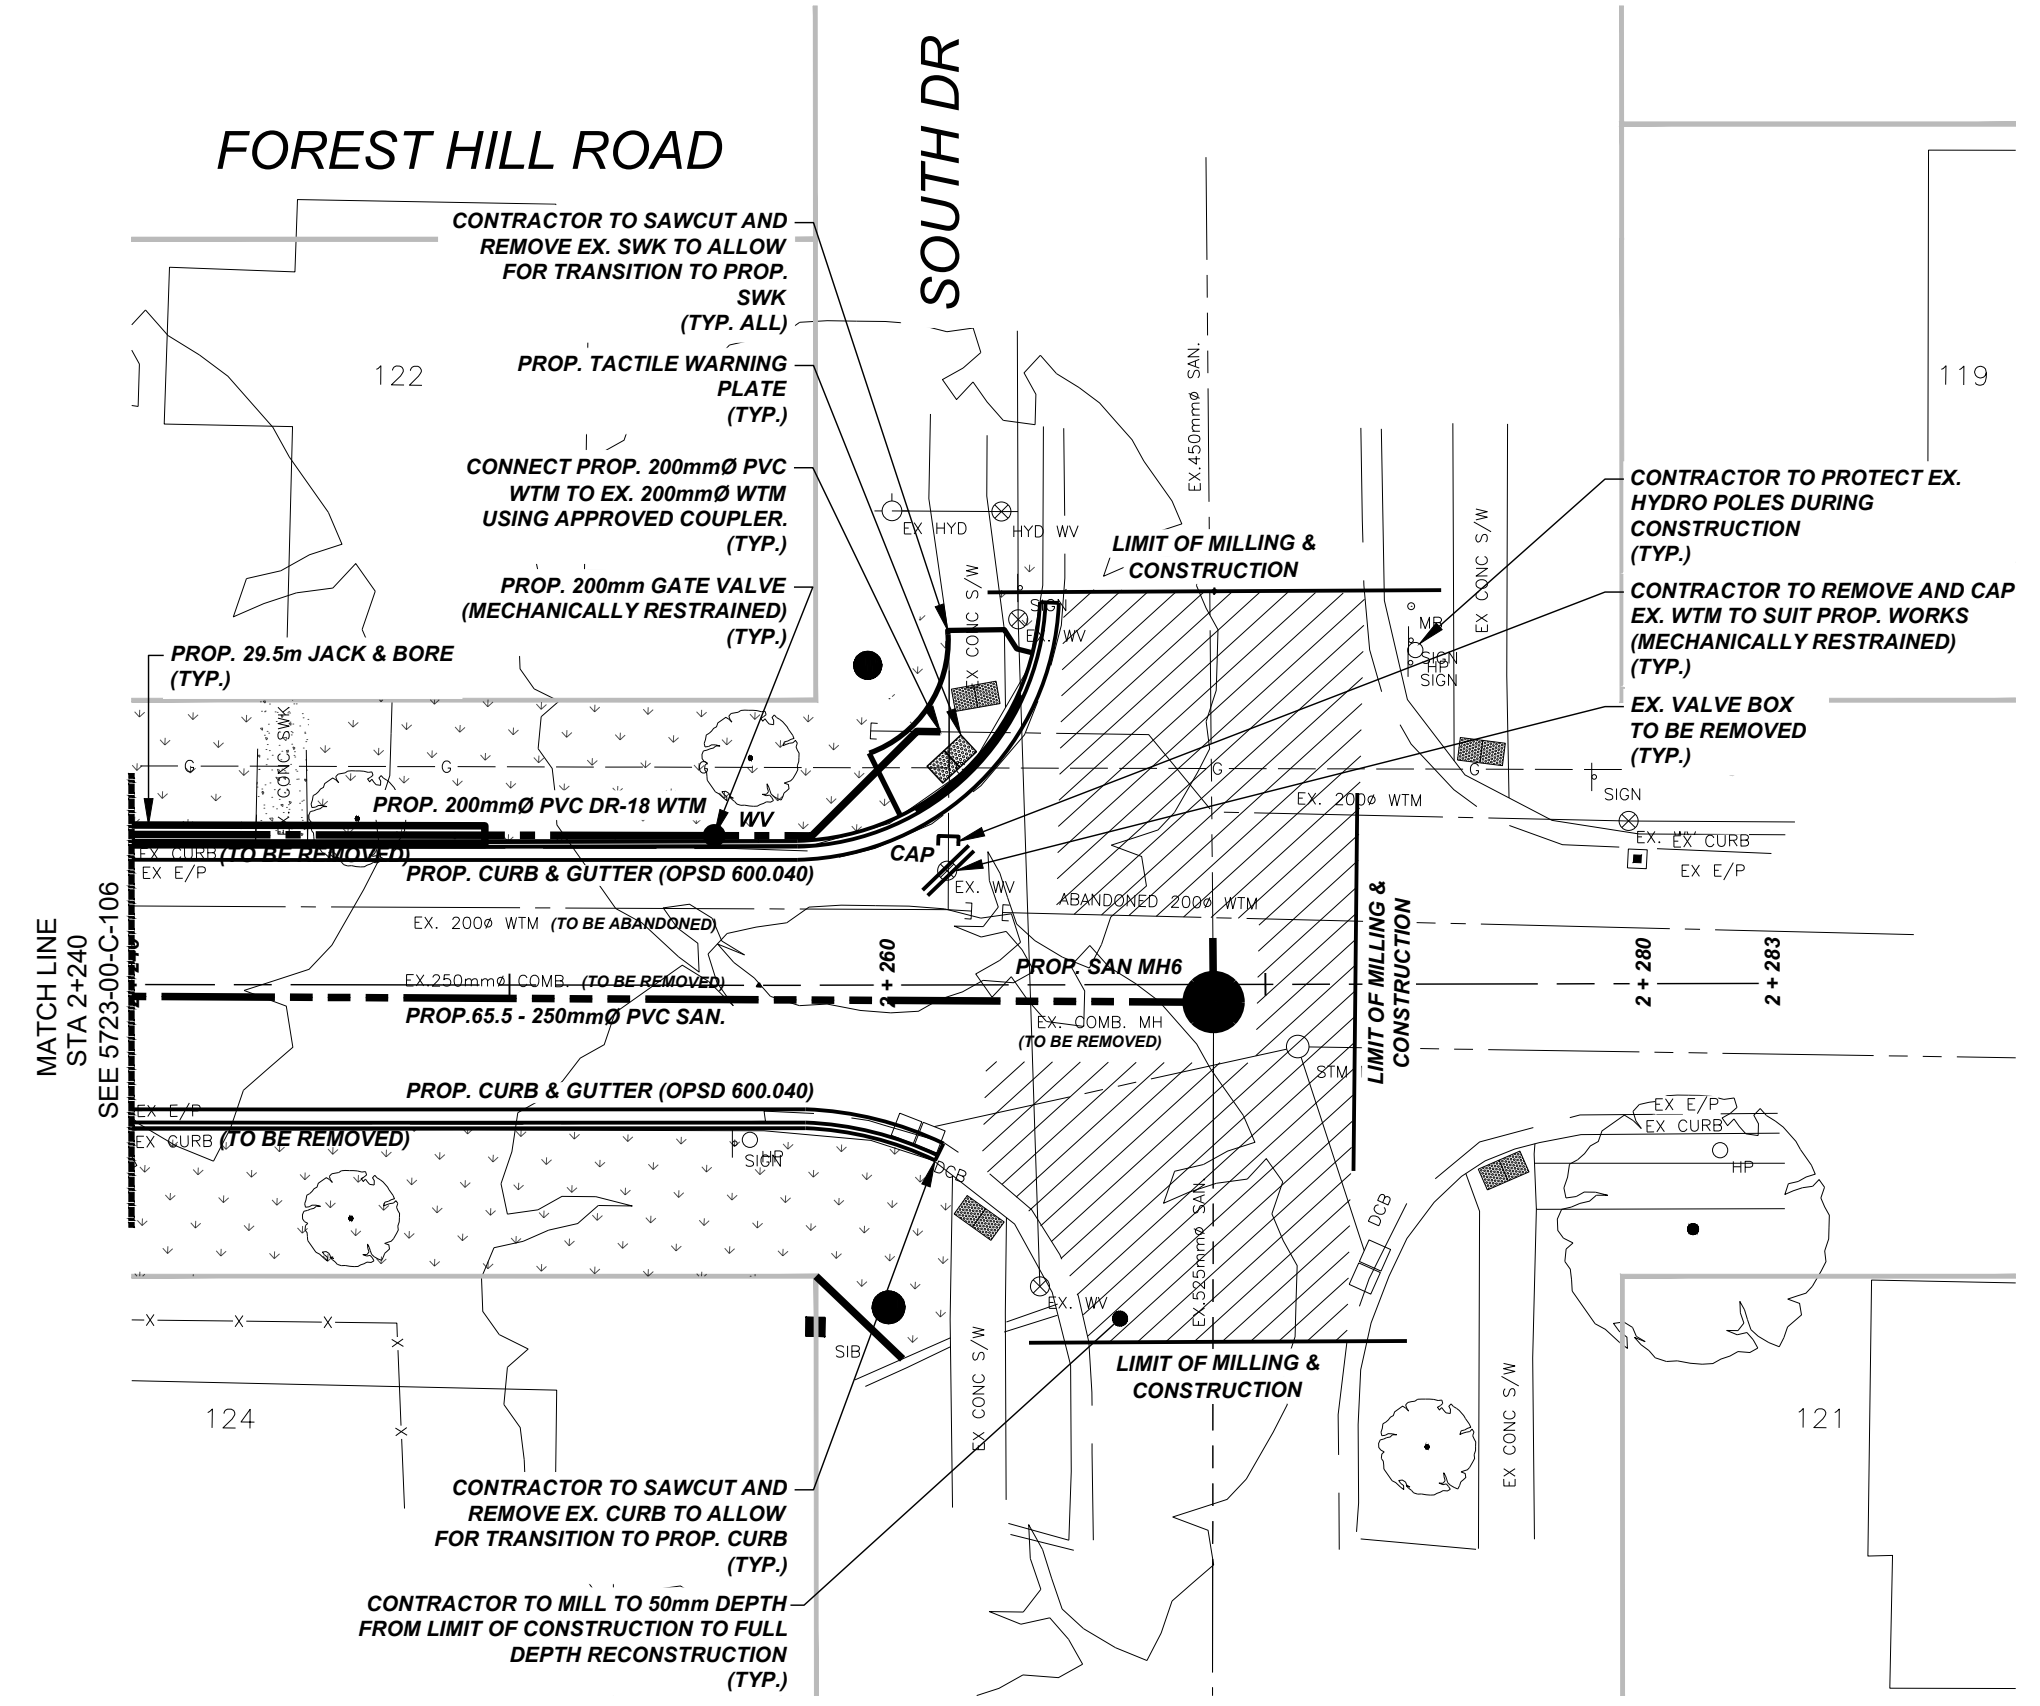 FOREST HILL ROAD
SOUTH DR
CONTRACTOR TO SAWCUT AND
REMOVE EX. SWK TO ALLOW
FOR TRANSITION TO PROP.
SWK
(TYP. ALL)
PROP. TACTILE WARNING
PLATE
(TYP.)
CONNECT PROP. 200mmØ PVC
WTM TO EX. 200mmØ WTM
USING APPROVED COUPLER.
(TYP.)
PROP. 200mm GATE VALVE
(MECHANICALLY RESTRAINED)
(TYP.)
PROP. 29.5m JACK & BORE
(TYP.)
122
119
EX.450mmø SAN.
EX HYD
HYD WV
LIMIT OF MILLING &
CONSTRUCTION
EX CONC S/W
EX CONC S/W
SIGN
EX. WV
MB
SIGN
HP
SIGN
CONTRACTOR TO PROTECT EX.
HYDRO POLES DURING
CONSTRUCTION
(TYP.)
CONTRACTOR TO REMOVE AND CAP
EX. WTM TO SUIT PROP. WORKS
(MECHANICALLY RESTRAINED)
(TYP.)
EX. VALVE BOX
TO BE REMOVED
(TYP.)
EX. CONC. SWK
G
G
G
G
G
PROP. 200mmØ PVC DR-18 WTM
WV
EX. 200ø WTM
SIGN
EX CURB
(TO BE REMOVED)
EX E/P
PROP. CURB & GUTTER (OPSD 600.040)
CAP
EX. WV
EX.
EX CURB
EX E/P
ABANDONED 200ø WTM
EX. 200ø WTM
(TO BE ABANDONED)
LIMIT OF MILLING &
CONSTRUCTION
MATCH LINE
STA 2+240
SEE 5723-00-C-106
2 + 260
2 + 280
2 + 283
EX.250mmø COMB.
(TO BE REMOVED)
PROP. SAN MH6
PROP.65.5 - 250mmØ PVC SAN.
EX. COMB. MH
(TO BE REMOVED)
STM
PROP. CURB & GUTTER (OPSD 600.040)
EX E/P
EX CURB
(TO BE REMOVED)
SIGN
HP
DCB
EX E/P
EX CURB
HP
DCB
EX.525mmø SAN
EX. WV
SIB
X
X
X
X
X
LIMIT OF MILLING &
CONSTRUCTION
EX CONC S/W
EX CONC S/W
124
121
CONTRACTOR TO SAWCUT AND
REMOVE EX. CURB TO ALLOW
FOR TRANSITION TO PROP. CURB
(TYP.)
CONTRACTOR TO MILL TO 50mm DEPTH
FROM LIMIT OF CONSTRUCTION TO FULL
DEPTH RECONSTRUCTION
(TYP.)